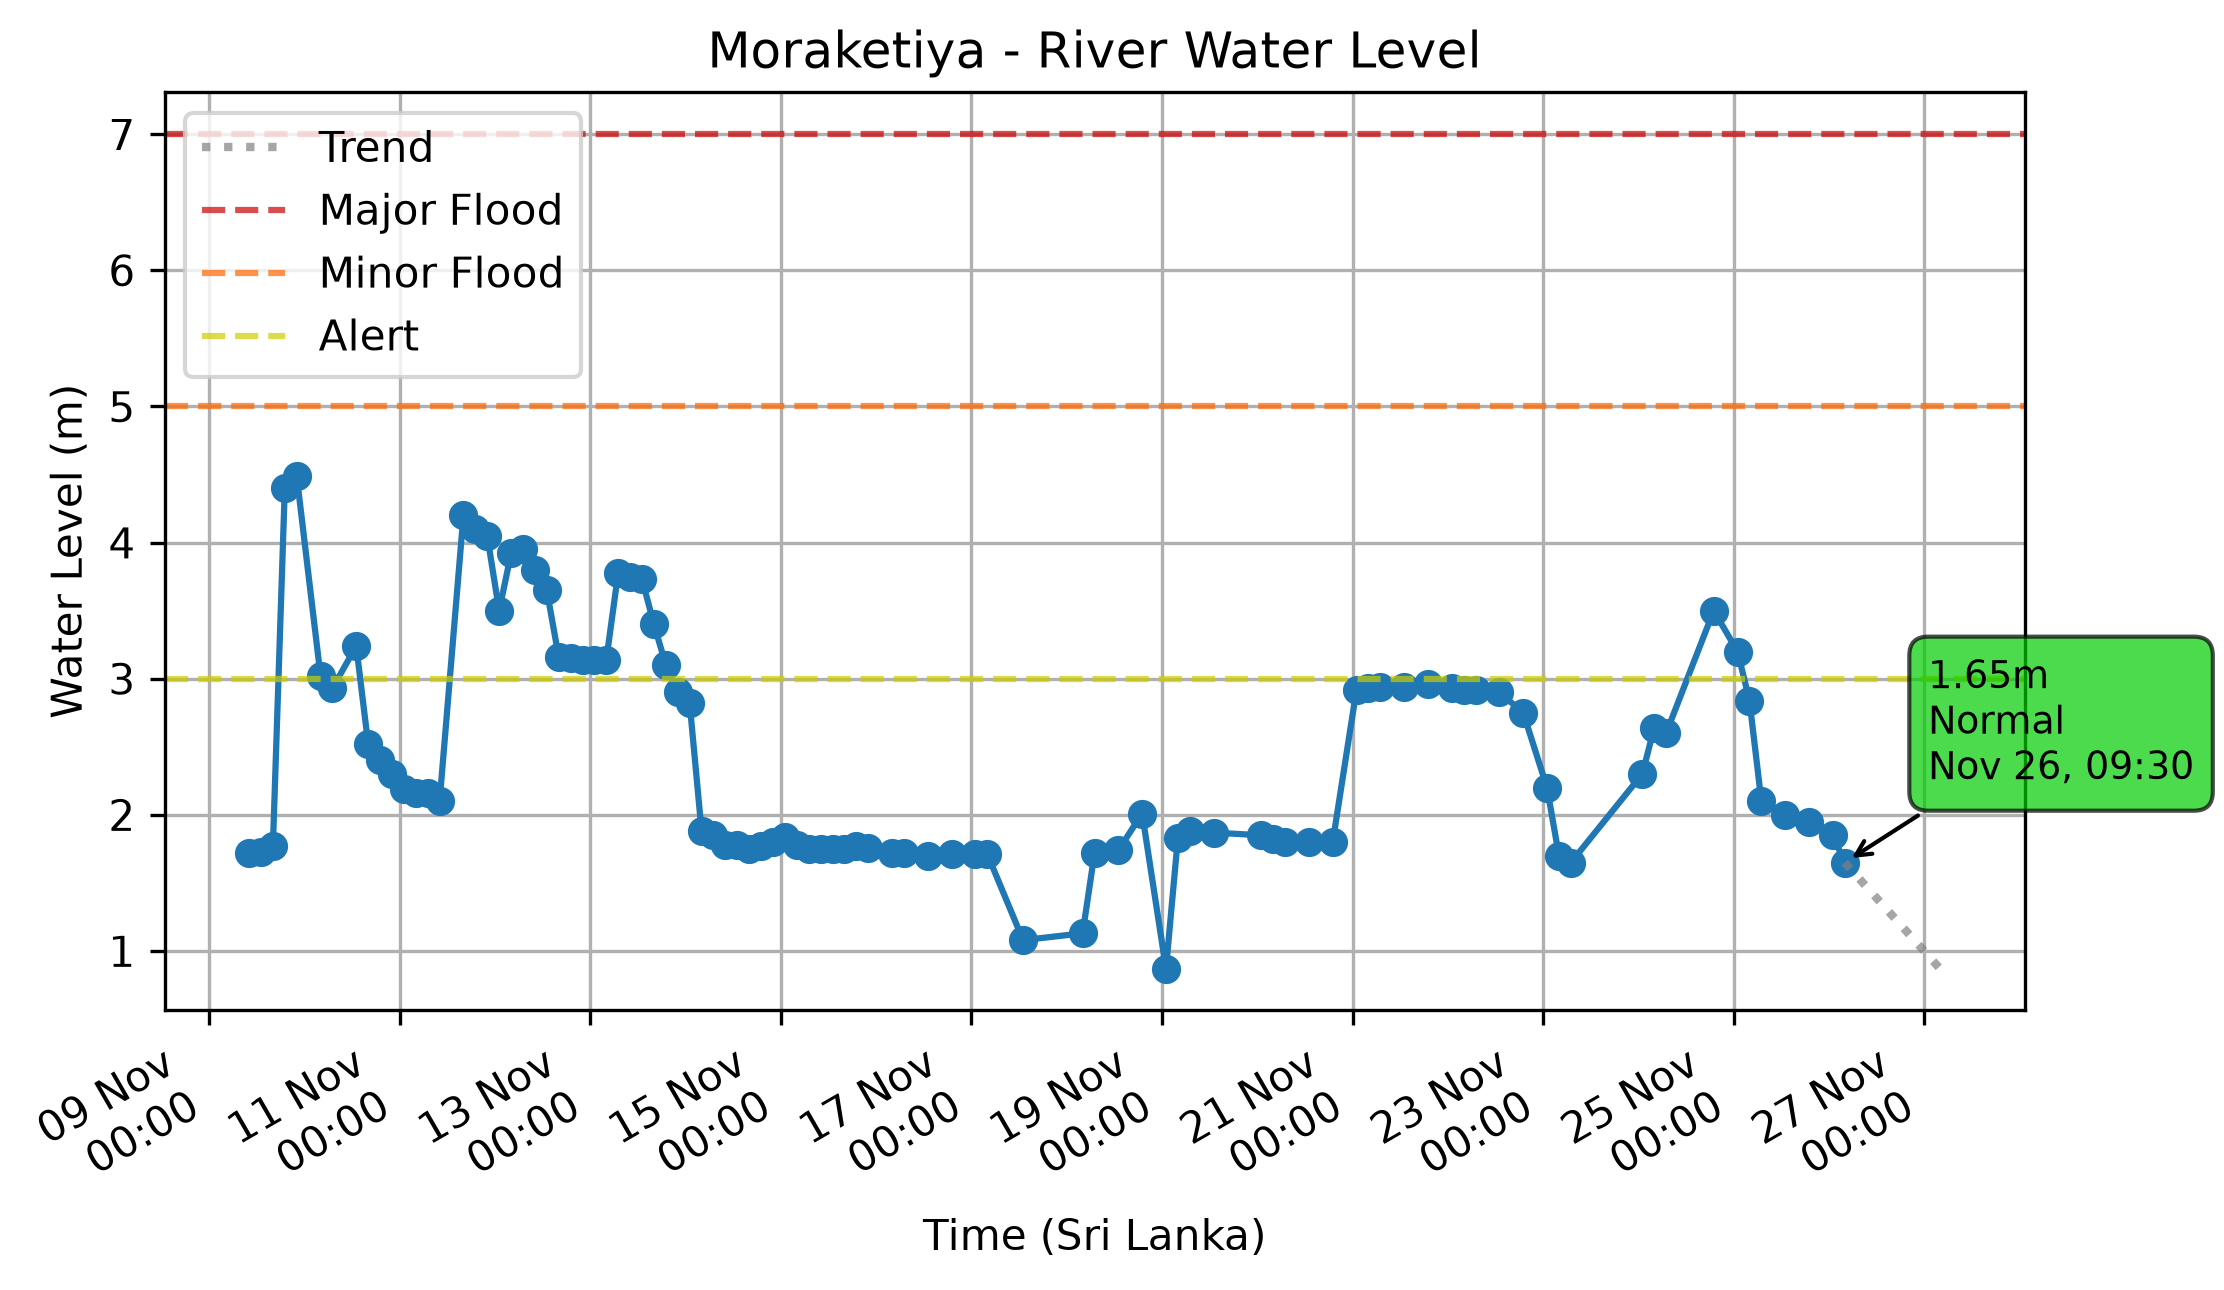 Moraketiya - River Water Level
Trend
Major Flood
Minor Flood
Alert
7
6
5
4
3
2
1
Water Level (m)
1.65m
Normal
Nov 26, 09:30
09 Nov
00:00
11 Nov
00:00
13 Nov
00:00
15 Nov
00:00
17 Nov
00:00
19 Nov
00:00
21 Nov
00:00
23 Nov
00:00
25 Nov
00:00
27 Nov
00:00
Time (Sri Lanka)